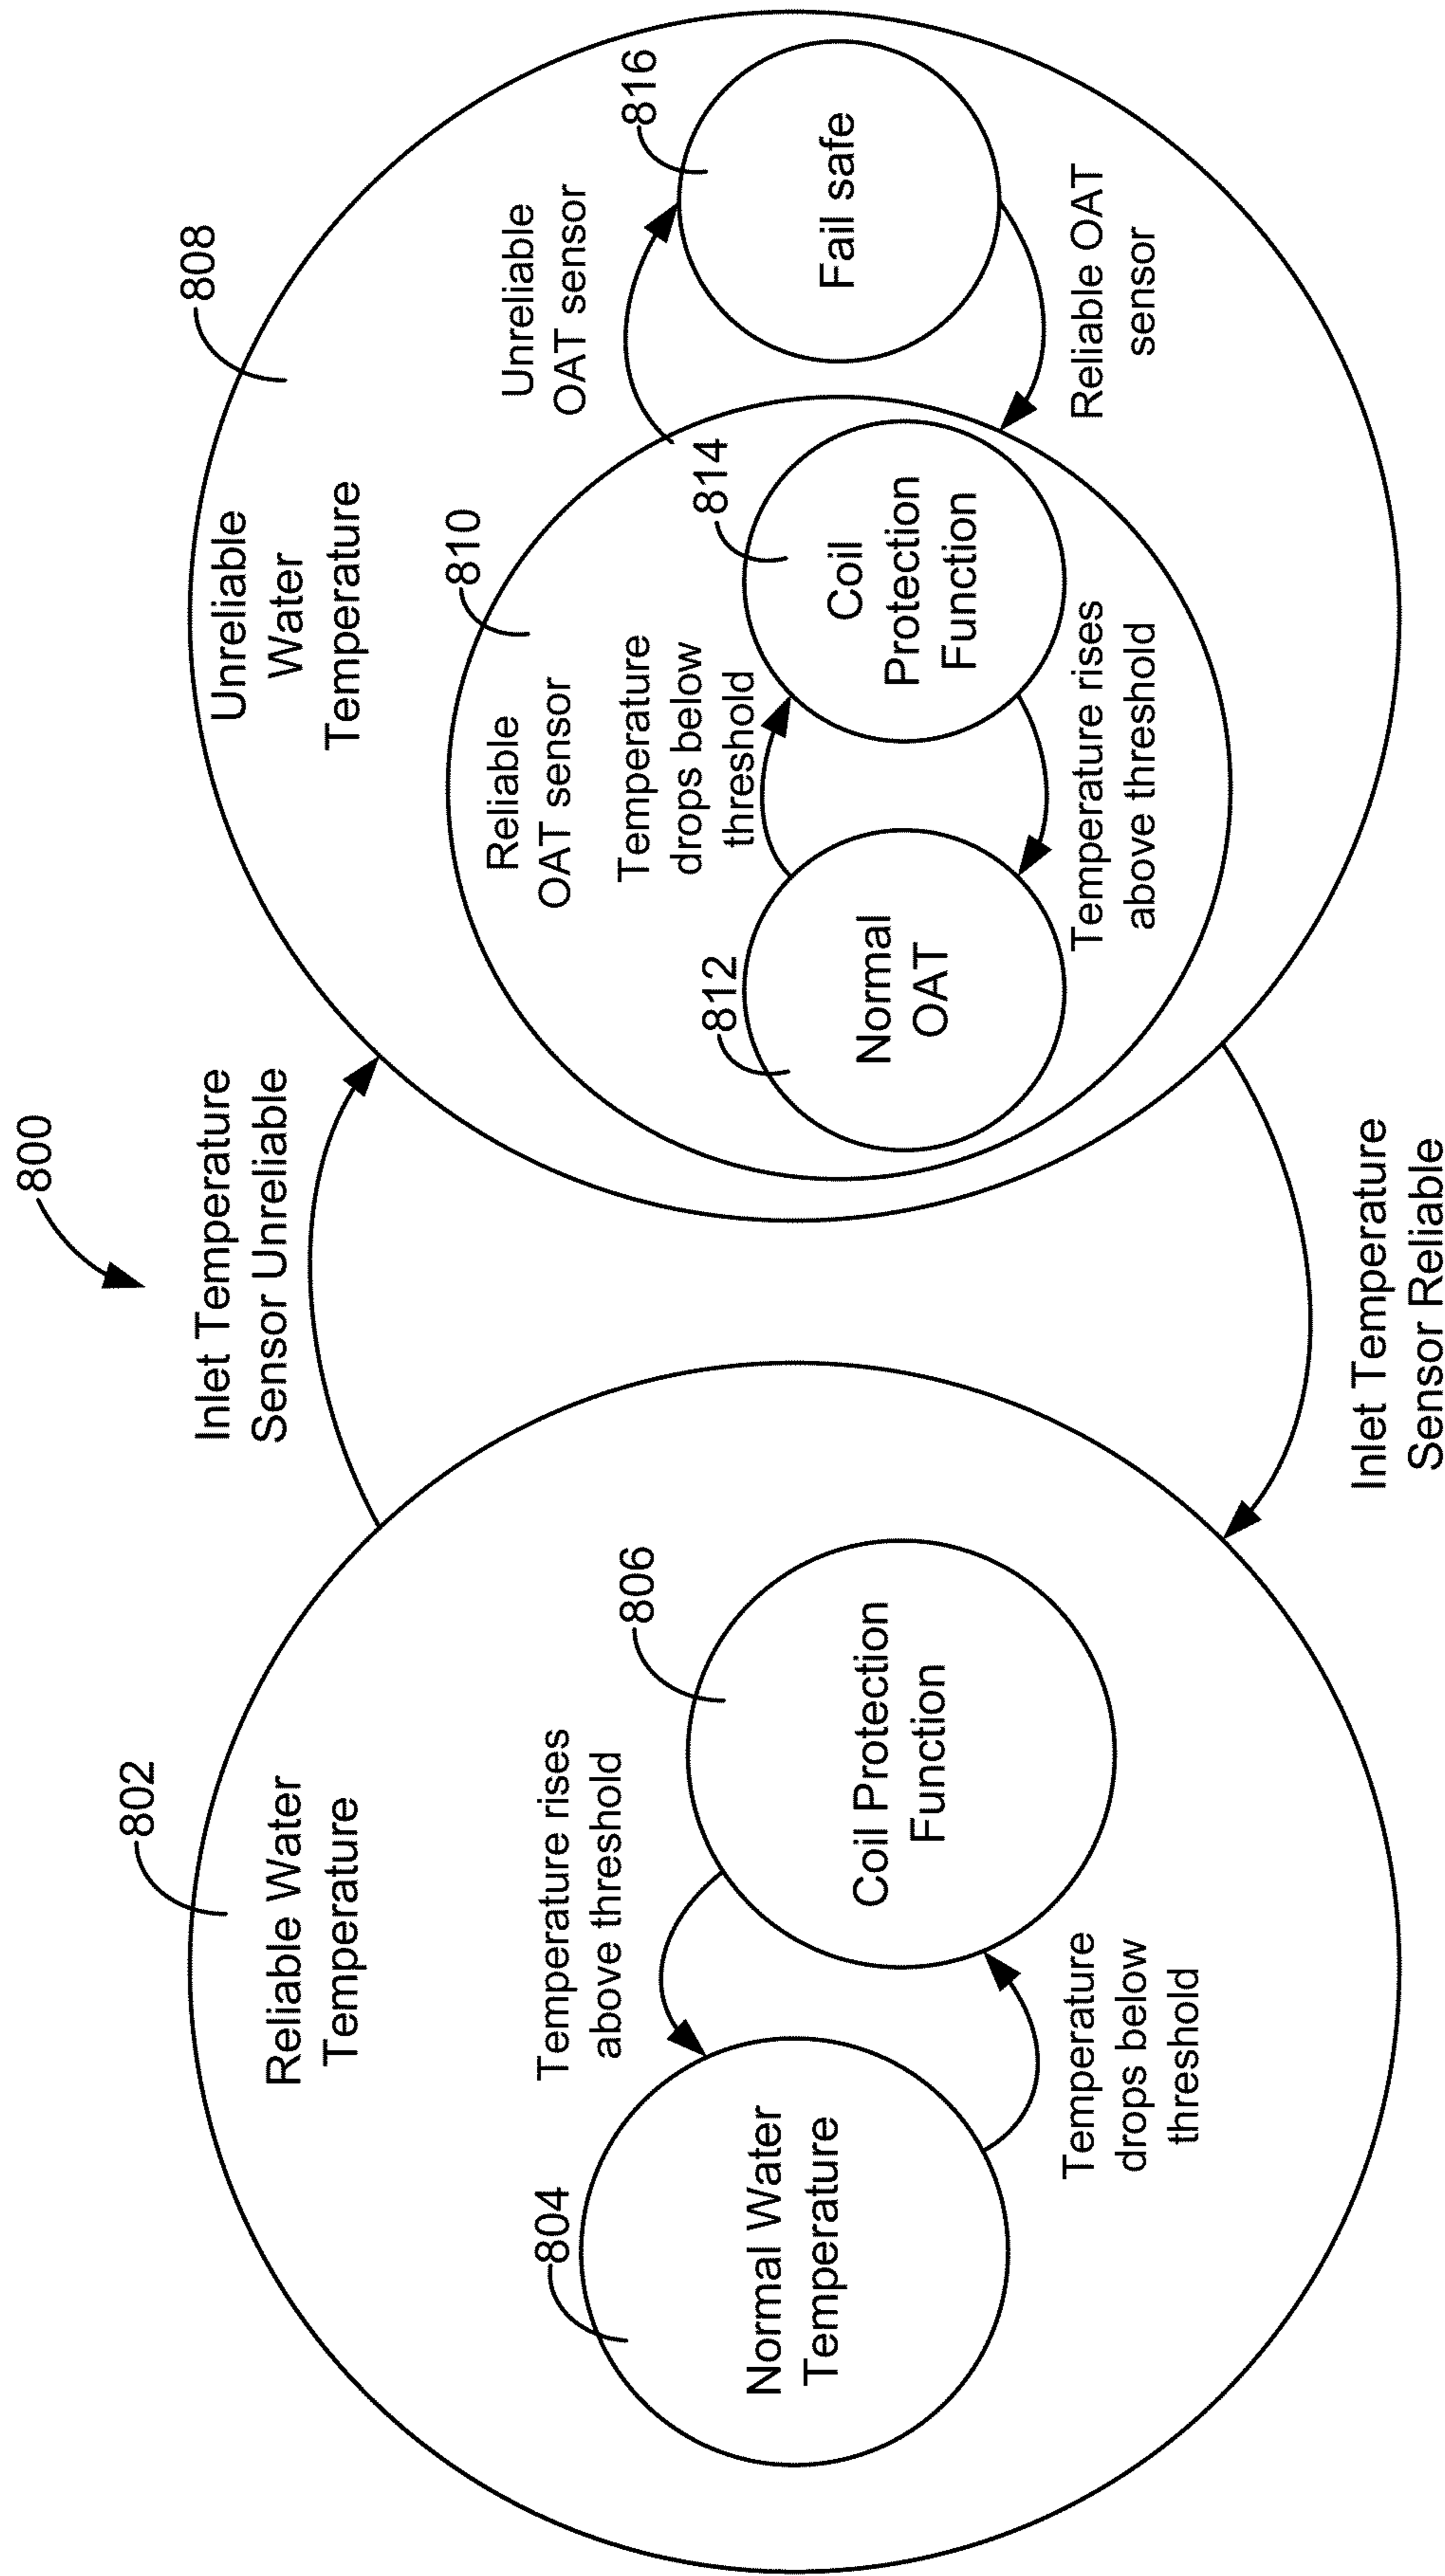 800
802
Reliable Water
Temperature
804
Normal Water
Temperature
Temperature rises
above threshold
806
Coil Protection
Function
Temperature
drops below
threshold
Inlet Temperature
Sensor Unreliable
Inlet Temperature
Sensor Reliable
808
Unreliable
Water
Temperature
810
Reliable
OAT sensor
812
Normal
OAT
Temperature
drops below
threshold
814
Coil
Protection
Function
Temperature rises
above threshold
Unreliable
OAT sensor
816
Fail safe
Reliable OAT
sensor